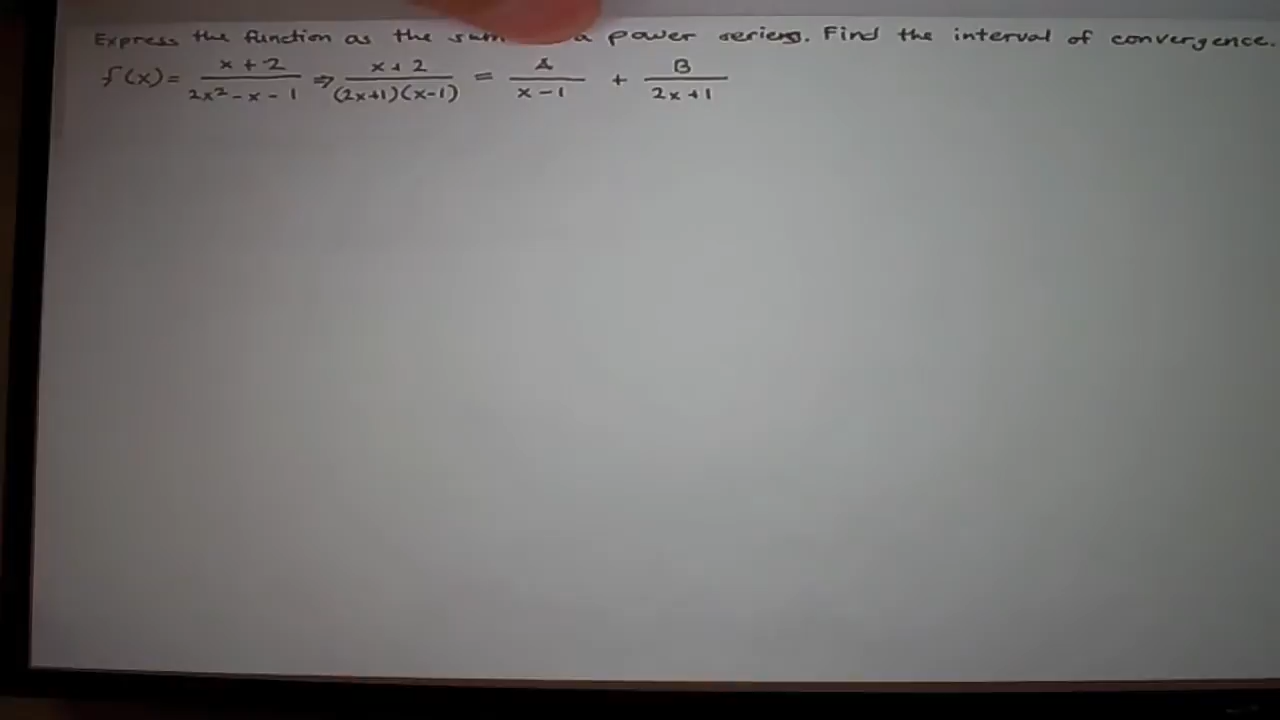 Express the function as the a power series. Find the interval of convergence.
f(x) = x + 2 / 2x² - x - 1 ⇒ x + 2 / (2x+1)(x-1) = A / x - 1 + B / 2x + 1